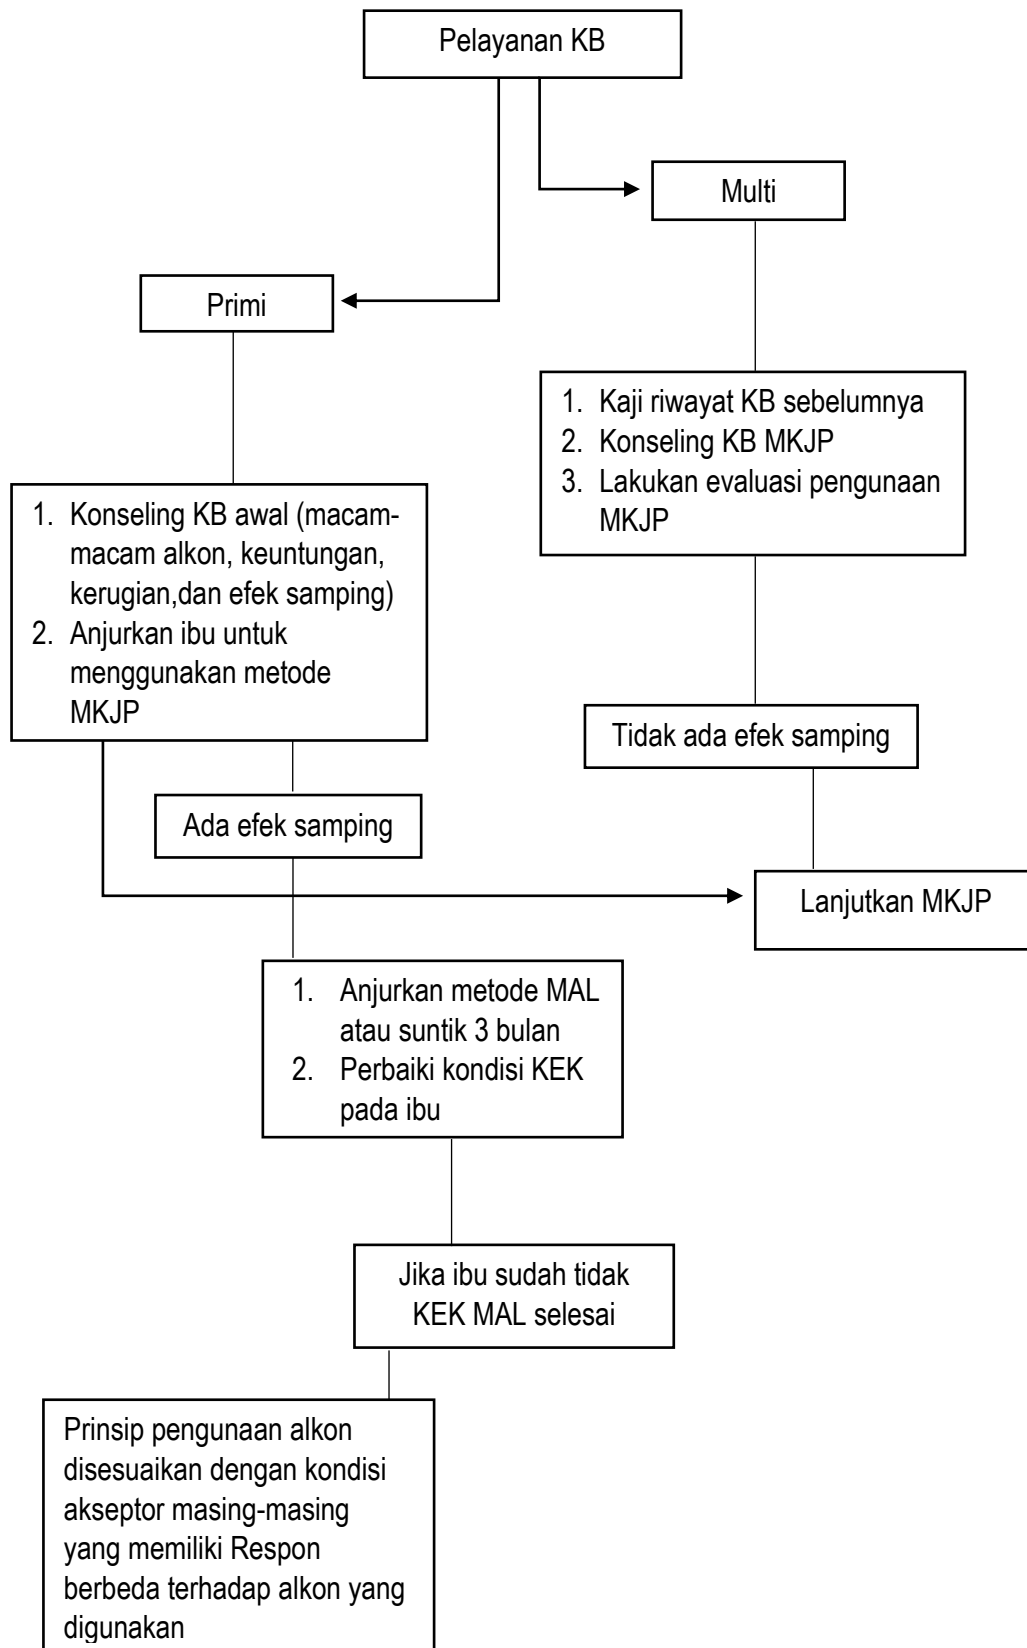 Pelayanan KB
Multi
Primi
1. Kaji riwayat KB sebelumnya
2. Konseling KB MKJP
3. Lakukan evaluasi pengunaan
MKJP
1. Konseling KB awal (macam-
macam alkon, keuntungan,
kerugian,dan efek samping)
2. Anjurkan ibu untuk
menggunakan metode
MKJP
Tidak ada efek samping
Ada efek samping
Lanjutkan MKJP
1. Anjurkan metode MAL
atau suntik 3 bulan
2. Perbaiki kondisi KEK
pada ibu
Jika ibu sudah tidak
KEK MAL selesai
Prinsip pengunaan alkon
disesuaikan dengan kondisi
akseptor masing-masing
yang memiliki Respon
berbeda terhadap alkon yang
digunakan